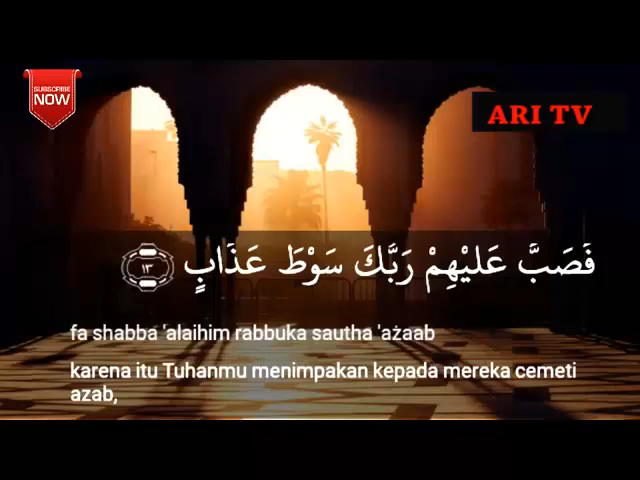 SUBSCRIBE
NOW
ARI TV
فَصَبَّ عَلَيْهِمْ رَبُّكَ سَوْطَ عَذَابٍ ١٣
fa shabba 'alaihim rabbuka sautha 'ażaab
karena itu Tuhanmu menimpakan kepada mereka cemeti
azab,